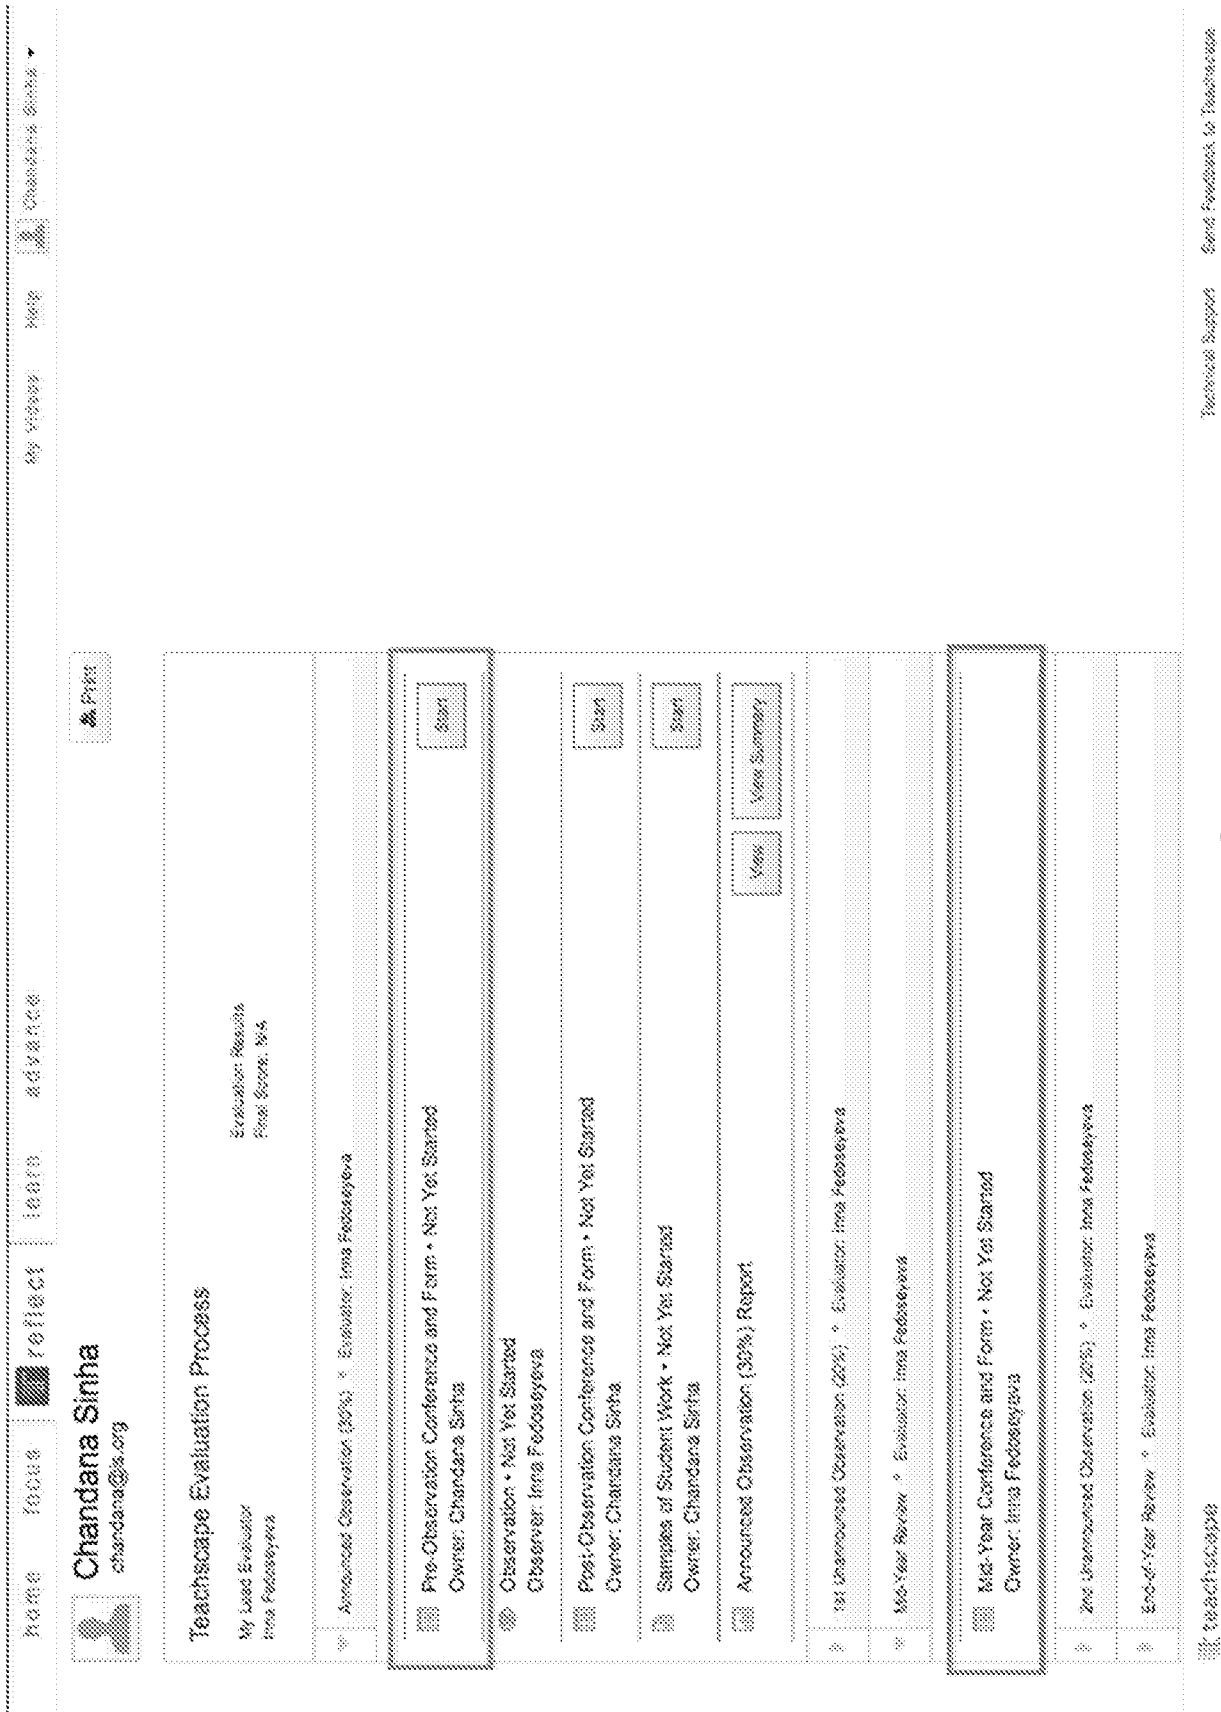 home focus reflect learn advance My Videos Help Chandana Sinha
Chandana Sinha
chandana@is.org
Print
Teachscape Evaluation Process
My Lead Evaluator
Inna Fedoseyeva
Evaluation Results
Final Score: N/A
Announced Observation (30%) * Evaluator: Inna Fedoseyeva
Pre-Observation Conference and Form • Not Yet Started
Owner: Chandana Sinha
Start
Observation • Not Yet Started
Observer: Inna Fedoseyeva
Post-Observation Conference and Form • Not Yet Started
Owner: Chandana Sinha
Start
Samples of Student Work • Not Yet Started
Owner: Chandana Sinha
Start
Announced Observation (30%) Report
View View Summary
1st Unannounced Observation (20%) * Evaluator: Inna Fedoseyeva
Mid-Year Review * Evaluator: Inna Fedoseyeva
Mid-Year Conference and Form • Not Yet Started
Owner: Inna Fedoseyeva
2nd Unannounced Observation (20%) * Evaluator: Inna Fedoseyeva
End-of-Year Review * Evaluator: Inna Fedoseyeva
teachscape
Technical Support Send Feedback to Teachscape